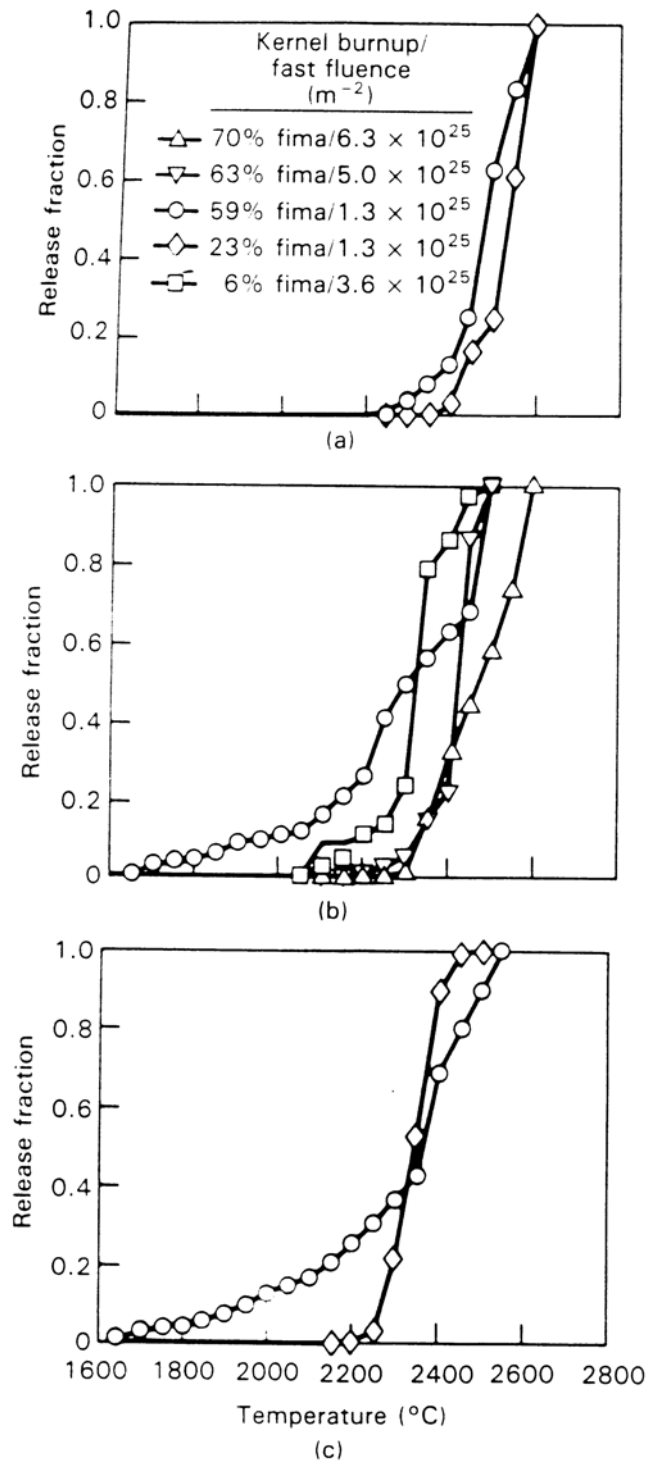 1.0
0.8
0.6
0.4
0.2
0
Release fraction
Kernel burnup/
fast fluence
(m⁻²)
70% fima/6.3 × 10²⁵
63% fima/5.0 × 10²⁵
59% fima/1.3 × 10²⁵
23% fima/1.3 × 10²⁵
6% fima/3.6 × 10²⁵
(a)
1.0
0.8
0.6
0.4
0.2
0
Release fraction
(b)
1.0
0.8
0.6
0.4
0.2
0
Release fraction
1600 1800 2000 2200 2400 2600 2800
Temperature (°C)
(c)